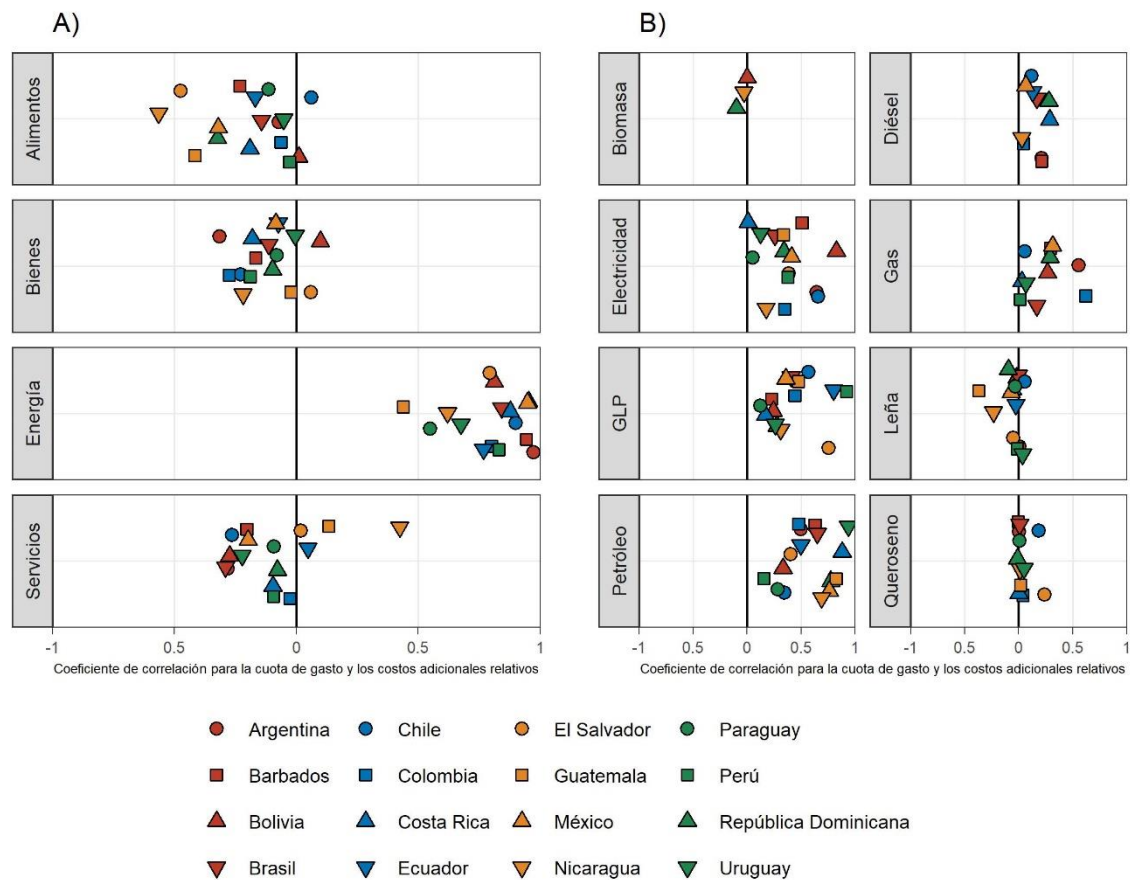 A)
B)
Alimentos
Bienes
Energía
Servicios
-1 0.5 0 0.5 1
Coeficiente de correlación para la cuota de gasto y los costos adicionales relativos
Biomasa
Diésel
Electricidad
Gas
GLP
Leña
Petróleo
Queroseno
-1 0.5 0 0.5 1
-1 0.5 0 0.5 1
Coeficiente de correlación para la cuota de gasto y los costos adicionales relativos
Argentina Chile El Salvador Paraguay
Barbados Colombia Guatemala Perú
Bolivia Costa Rica México República Dominicana
Brasil Ecuador Nicaragua Uruguay